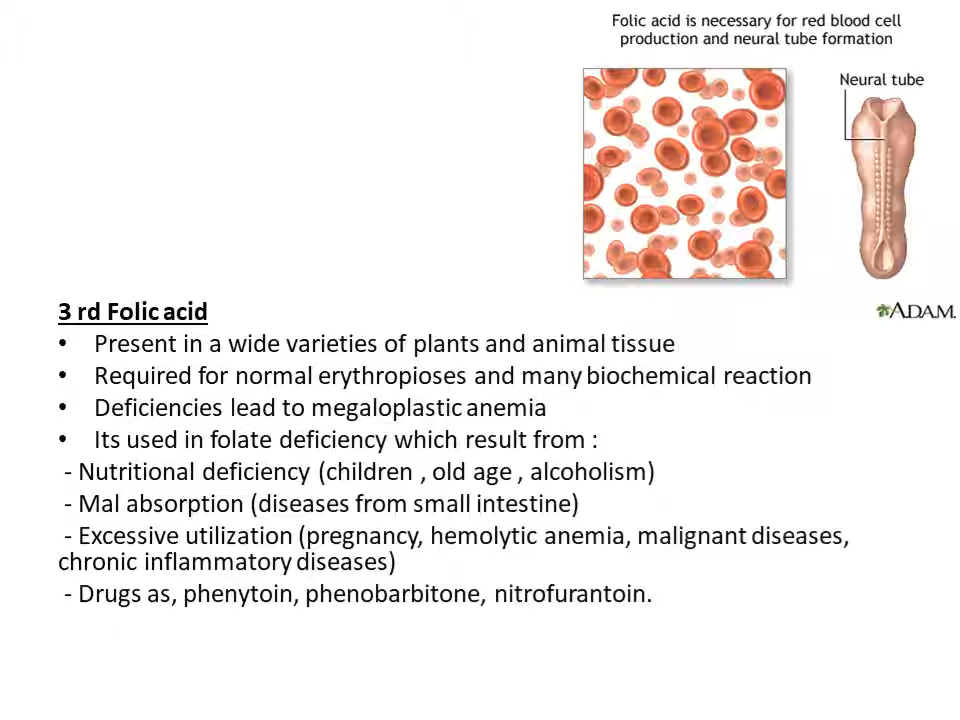 Folic acid is necessary for red blood cell
production and neural tube formation
Neural tube
ADAM.
3 rd Folic acid
• Present in a wide varieties of plants and animal tissue
• Required for normal erythropioses and many biochemical reaction
• Deficiencies lead to megaloplastic anemia
• Its used in folate deficiency which result from :
- Nutritional deficiency (children , old age , alcoholism)
- Mal absorption (diseases from small intestine)
- Excessive utilization (pregnancy, hemolytic anemia, malignant diseases,
chronic inflammatory diseases)
- Drugs as, phenytoin, phenobarbitone, nitrofurantoin.